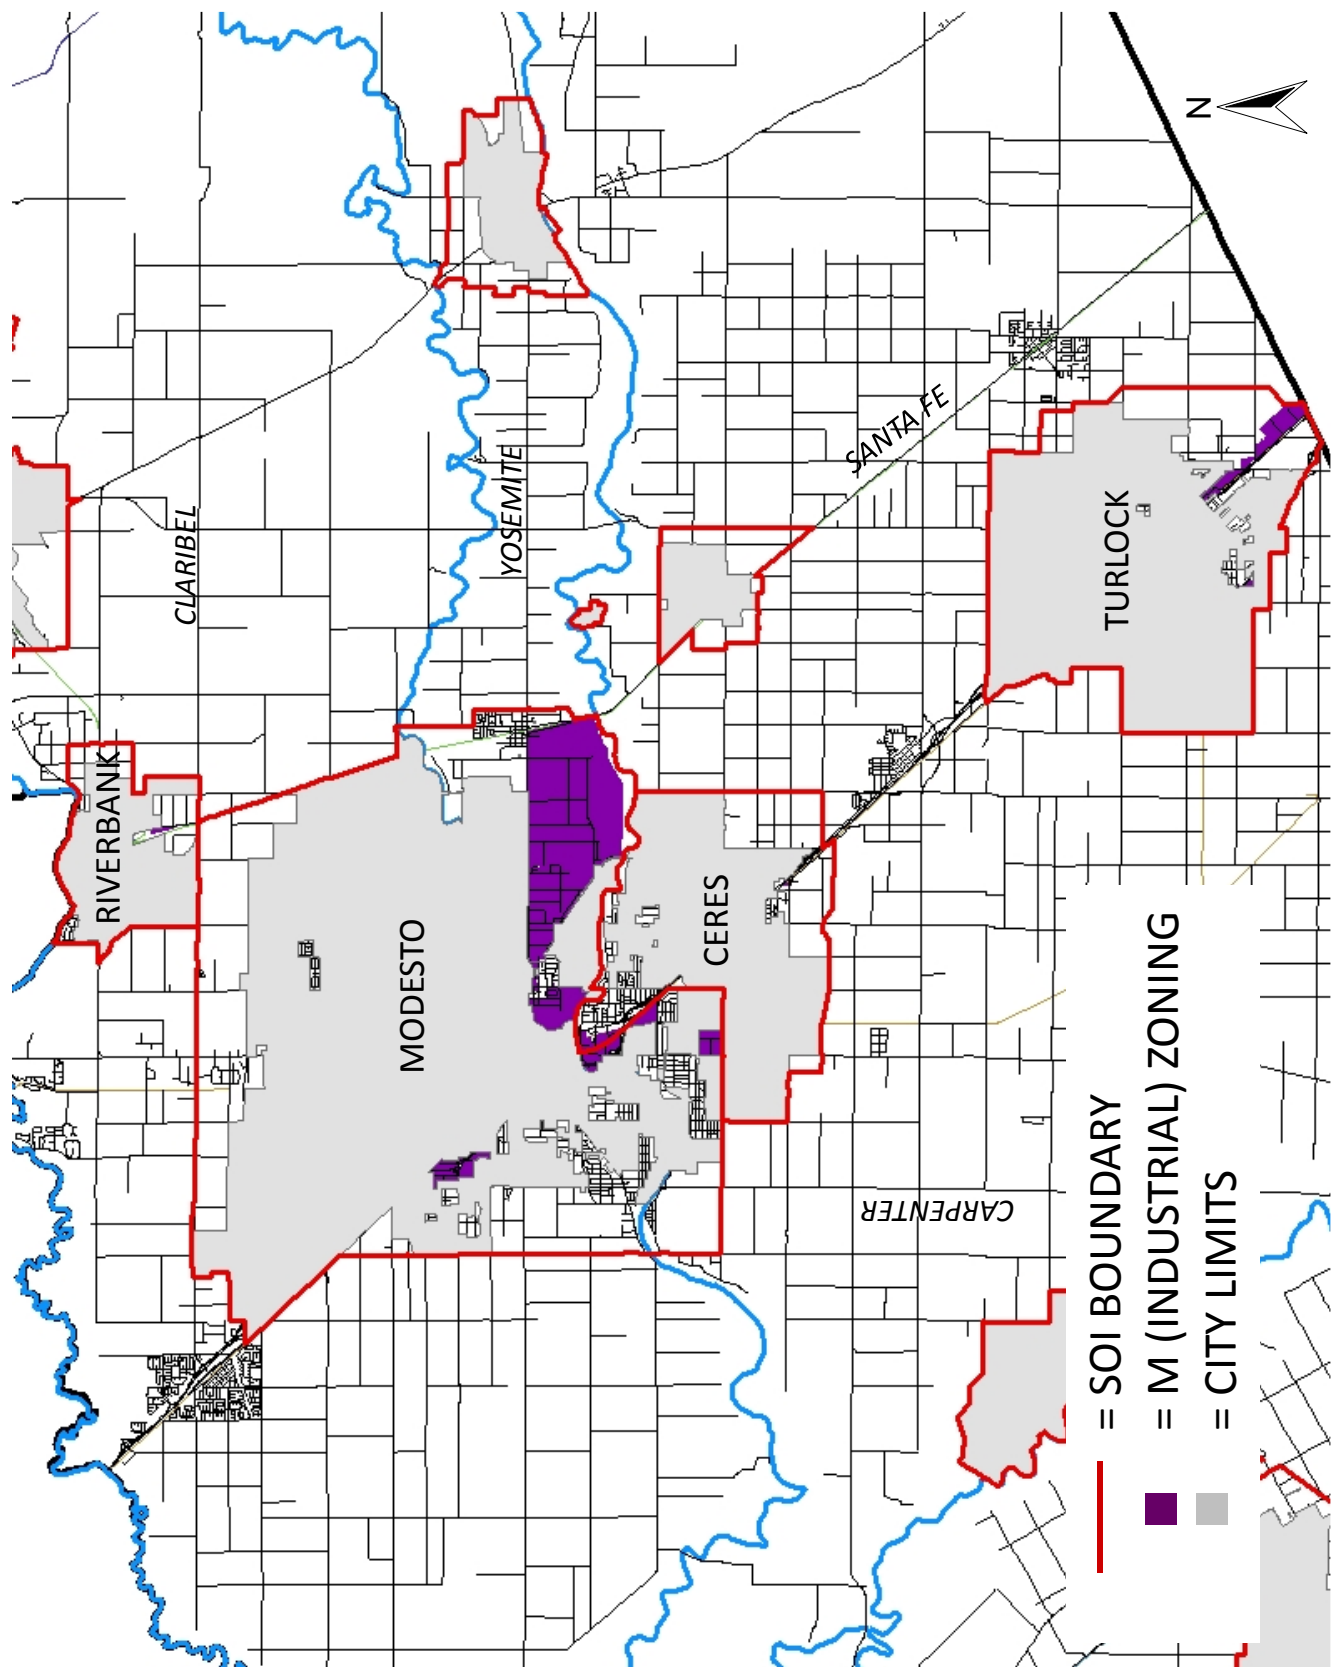 N
CLARIBEL
YOSEMITE
SANTA FE
RIVERBANK
MODESTO
CERES
TURLOCK
CARPENTER
= SOI BOUNDARY
= M (INDUSTRIAL) ZONING
= CITY LIMITS